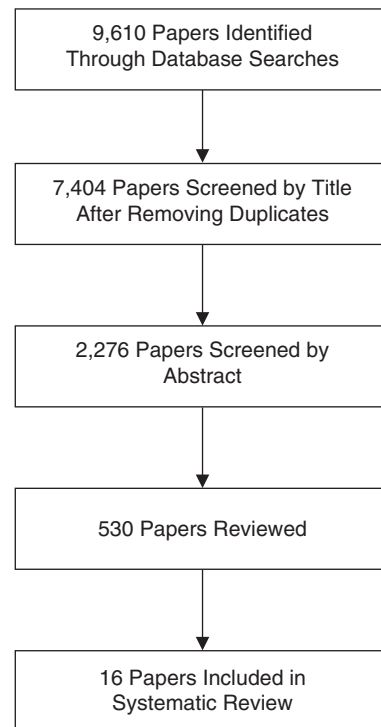 9,610 Papers Identified
Through Database Searches
7,404 Papers Screened by Title
After Removing Duplicates
2,276 Papers Screened by
Abstract
530 Papers Reviewed
16 Papers Included in
Systematic Review